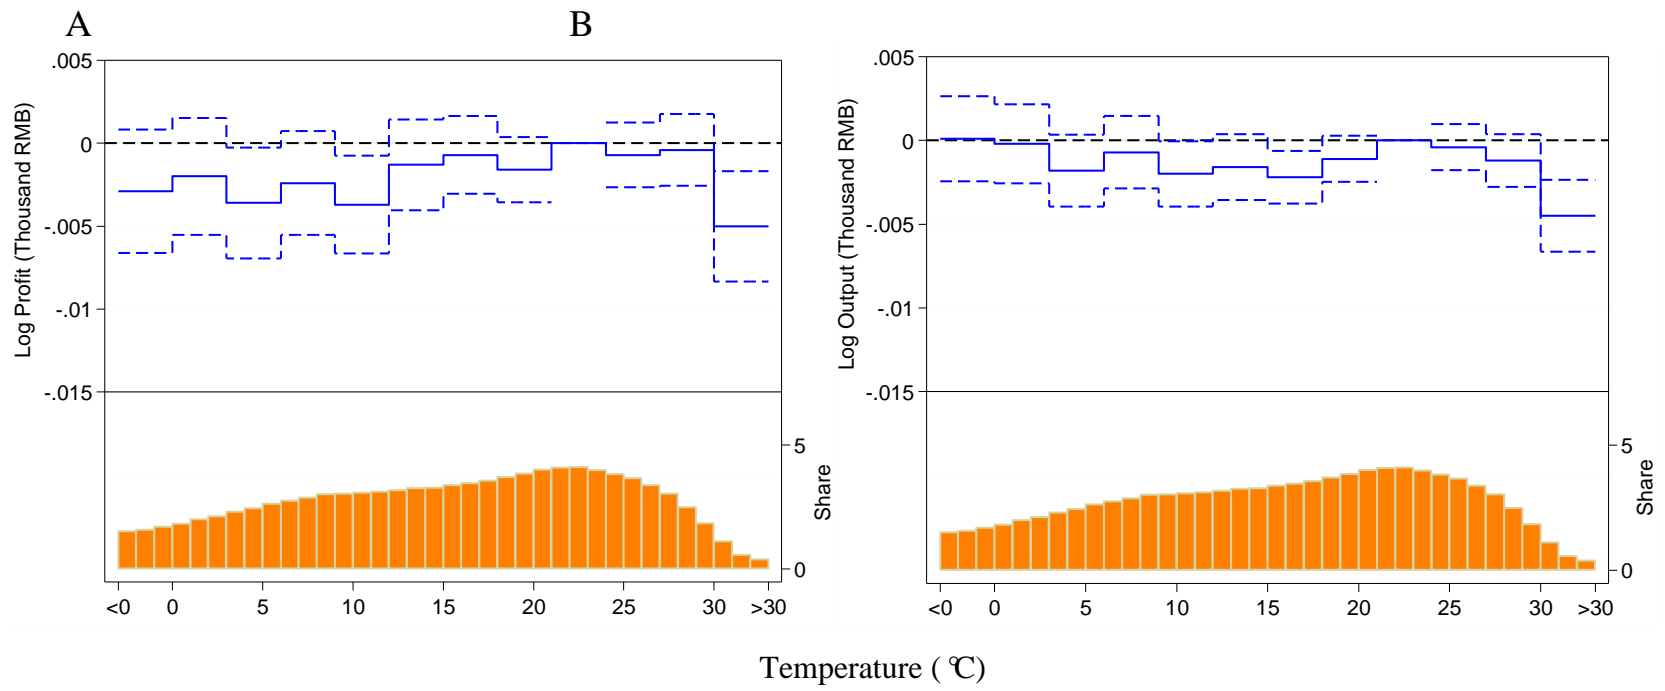 A
B
.005
0
-.005
-.01
-.015
Log Profit (Thousand RMB)
5
0
Share
<0 0 5 10 15 20 25 30 >30
.005
0
-.005
-.01
-.015
Log Output (Thousand RMB)
5
0
Share
<0 0 5 10 15 20 25 30 >30
Temperature ( ℃)